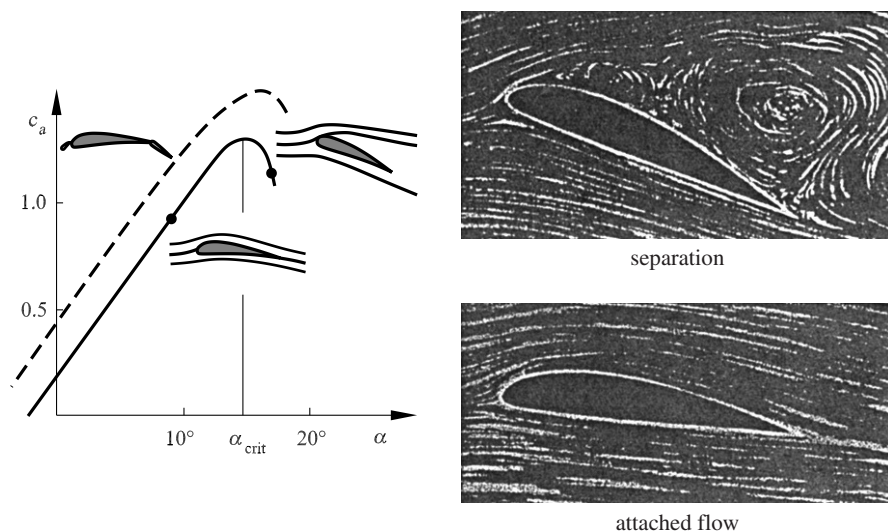 c_a
1.0
0.5
10°
α_crit
20°
α
separation
attached flow